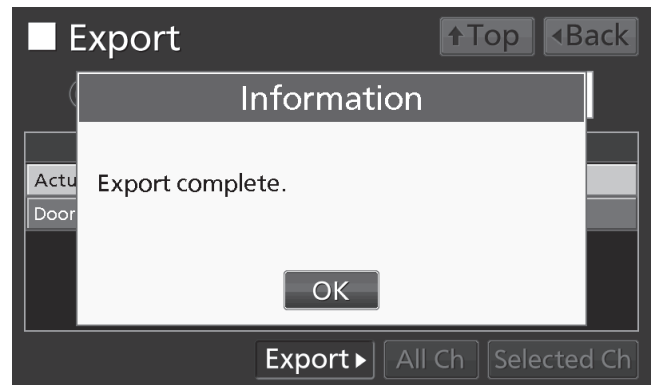 Export
Top
Back
Information
Actu
Export complete.
Door
OK
Export
All Ch
Selected Ch